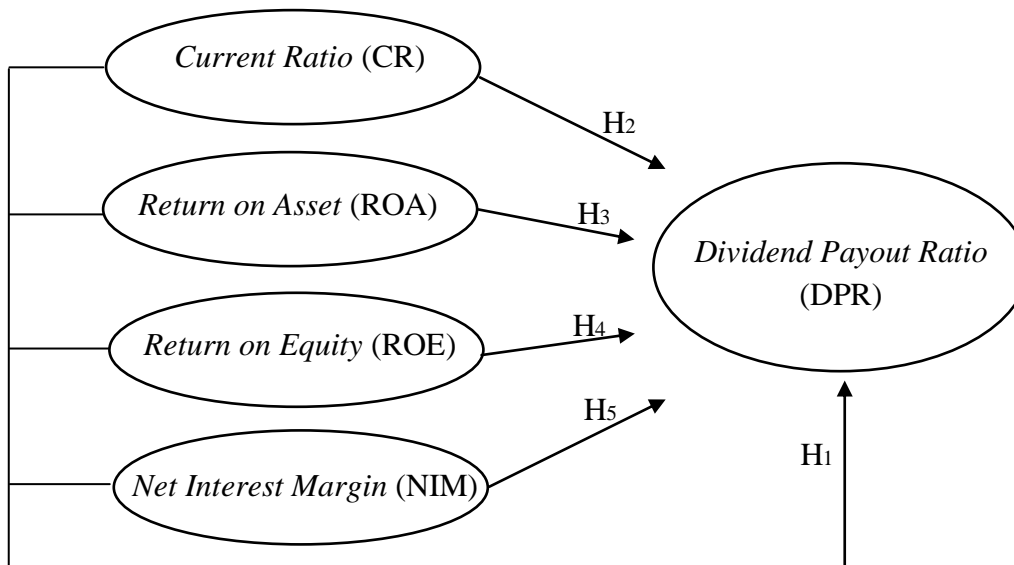 Current Ratio (CR)
H2
Return on Asset (ROA)
H3
Dividend Payout Ratio
(DPR)
Return on Equity (ROE)
H4
H5
Net Interest Margin (NIM)
H1